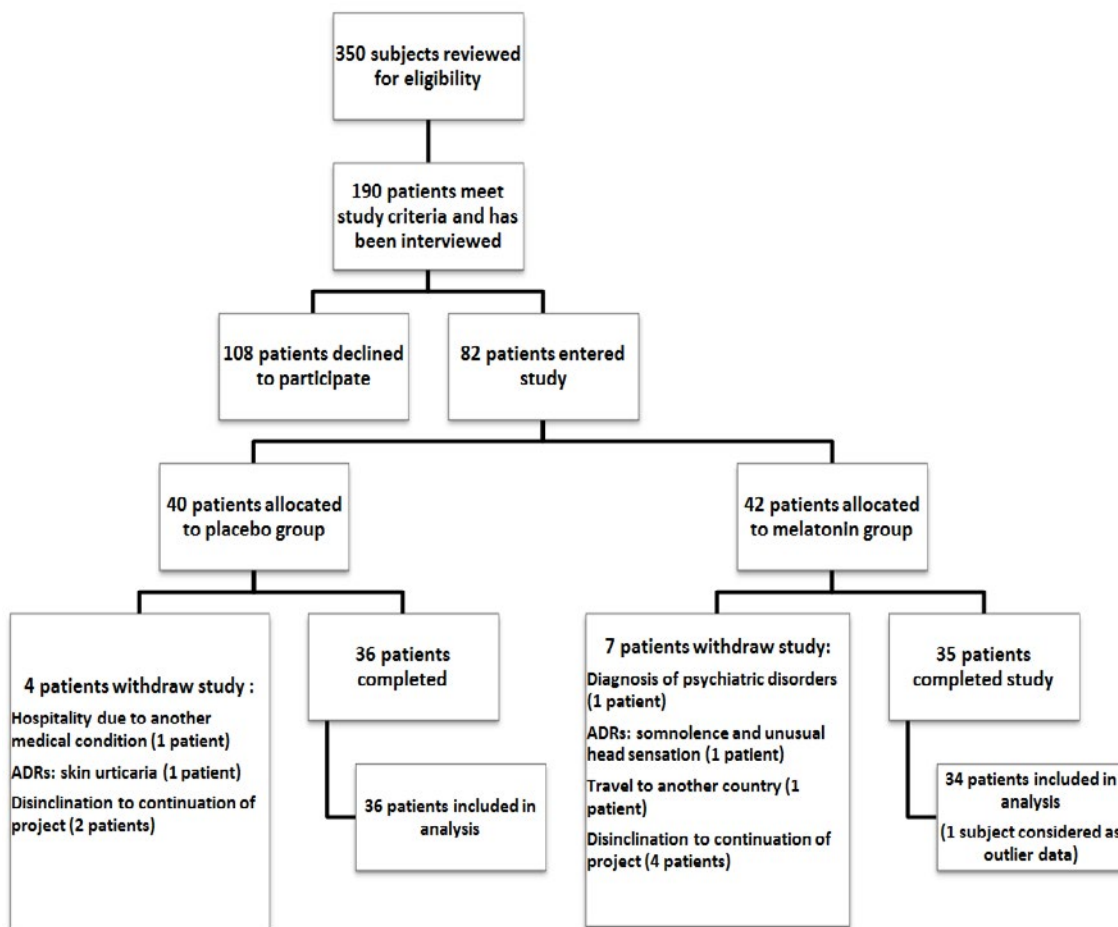 350 subjects reviewed
for eligibility
190 patients meet
study criteria and has
been interviewed
108 patients declined
to participate
82 patients entered
study
40 patients allocated
to placebo group
42 patients allocated
to melatonin group
4 patients withdraw study :
Hospitality due to another
medical condition (1 patient)
ADRs: skin urticaria (1 patient)
Disinclination to continuation of
project (2 patients)
36 patients
completed
36 patients included in
analysis
7 patients withdraw study:
Diagnosis of psychiatric disorders
(1 patient)
ADRs: somnolence and unusual
head sensation (1 patient)
Travel to another country (1
patient)
Disinclination to continuation of
project (4 patients)
35 patients
completed study
34 patients included in
analysis
(1 subject considered as
outlier data)